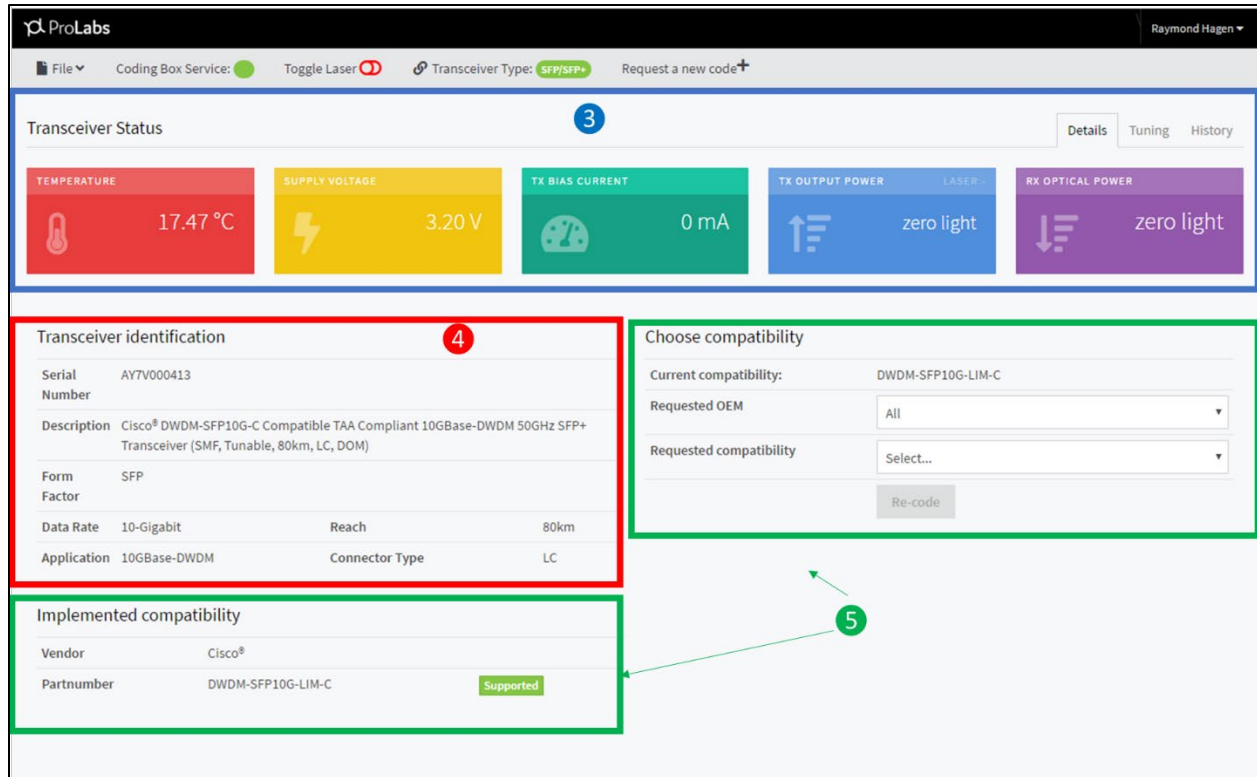 ProLabs
Raymond Hagen
File
Coding Box Service:
Toggle Laser
Transceiver Type: SFP/SFP+
Request a new code+
Transceiver Status
3
Details Tuning History
TEMPERATURE
17.47 °C
SUPPLY VOLTAGE
3.20 V
TX BIAS CURRENT
0 mA
TX OUTPUT POWER LASER:-
zero light
RX OPTICAL POWER
zero light
Transceiver identification
4
Serial
Number
AY7V000413
Description
Cisco® DWDM-SFP10G-C Compatible TAA Compliant 10GBase-DWDM 50GHz SFP+
Transceiver (SMF, Tunable, 80km, LC, DOM)
Form
Factor
SFP
Data Rate 10-Gigabit Reach 80km
Application 10GBase-DWDM Connector Type LC
Choose compatibility
Current compatibility: DWDM-SFP10G-LIM-C
Requested OEM All
Requested compatibility Select...
Re-code
5
Implemented compatibility
Vendor Cisco®
Partnumber DWDM-SFP10G-LIM-C Supported